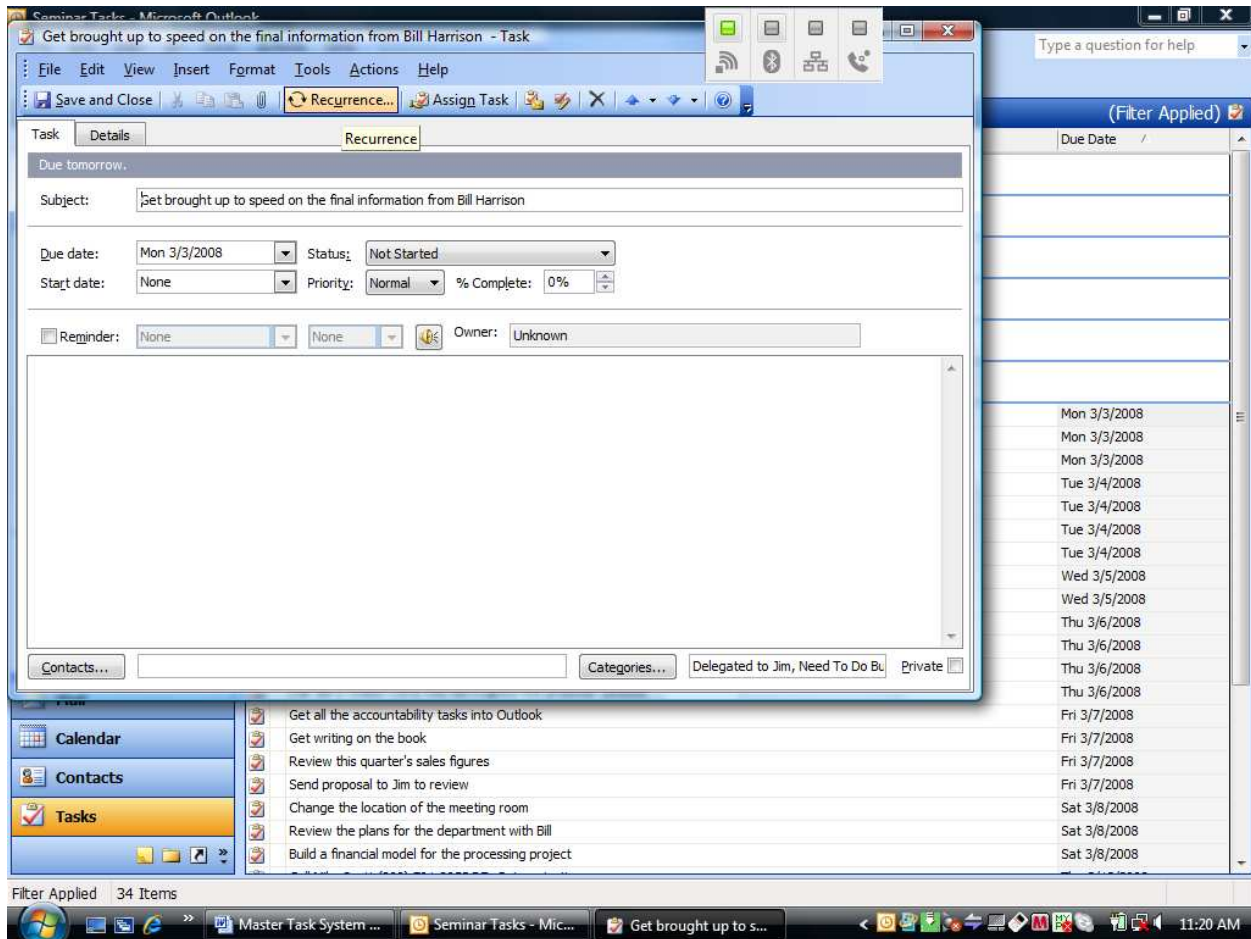 Seminar Tasks - Microsoft Outlook
Get brought up to speed on the final information from Bill Harrison - Task
Type a question for help
File Edit View Insert Format Tools Actions Help
Save and Close Recurrence... Assign Task
(Filter Applied)
Task Details
Recurrence
Due Date
Due tomorrow.
Subject: Get brought up to speed on the final information from Bill Harrison
Due date: Mon 3/3/2008 Status: Not Started
Start date: None Priority: Normal % Complete: 0%
Reminder: None None Owner: Unknown
Mon 3/3/2008
Mon 3/3/2008
Mon 3/3/2008
Tue 3/4/2008
Tue 3/4/2008
Tue 3/4/2008
Tue 3/4/2008
Wed 3/5/2008
Wed 3/5/2008
Thu 3/6/2008
Thu 3/6/2008
Thu 3/6/2008
Thu 3/6/2008
Contacts... Categories... Delegated to Jim, Need To Do Bu Private
Mail
Get all the accountability tasks into Outlook Fri 3/7/2008
Calendar
Get writing on the book Fri 3/7/2008
Review this quarter's sales figures Fri 3/7/2008
Contacts
Send proposal to Jim to review Fri 3/7/2008
Change the location of the meeting room Sat 3/8/2008
Tasks
Review the plans for the department with Bill Sat 3/8/2008
Build a financial model for the processing project Sat 3/8/2008
Filter Applied 34 Items
Master Task System ... Seminar Tasks - Mic... Get brought up to s... 11:20 AM